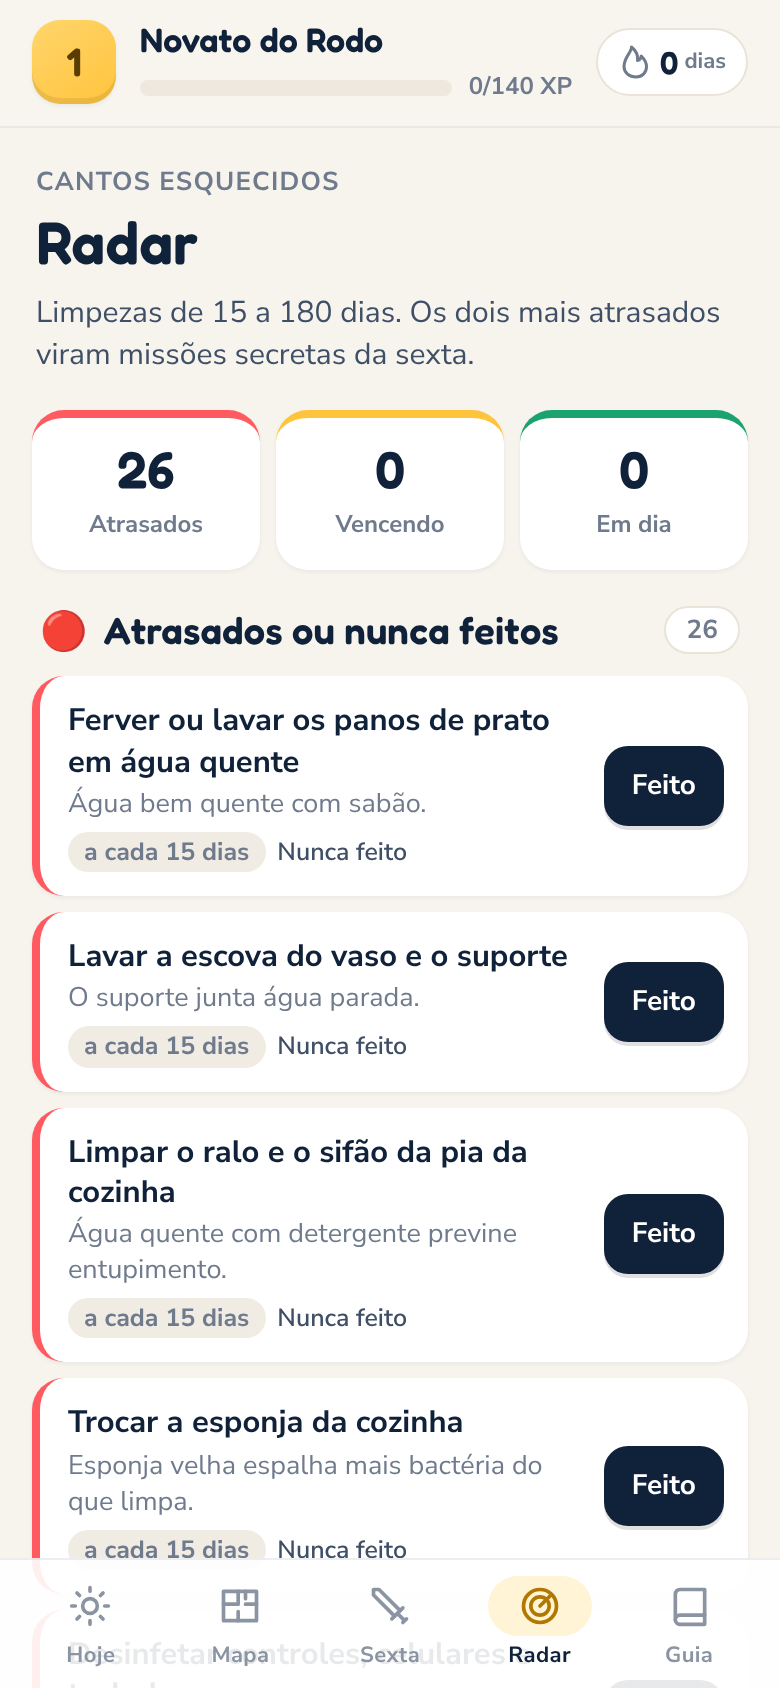 1
Novato do Rodo
0/140 XP
0 dias
CANTOS ESQUECIDOS
Radar
Limpezas de 15 a 180 dias. Os dois mais atrasados
viram missões secretas da sexta.
26
Atrasados
0
Vencendo
0
Em dia
Atrasados ou nunca feitos
26
Ferver ou lavar os panos de prato
em água quente
Água bem quente com sabão.
a cada 15 dias Nunca feito
Feito
Lavar a escova do vaso e o suporte
O suporte junta água parada.
a cada 15 dias Nunca feito
Feito
Limpar o ralo e o sifão da pia da
cozinha
Água quente com detergente previne
entupimento.
a cada 15 dias Nunca feito
Feito
Trocar a esponja da cozinha
Esponja velha espalha mais bactéria do
que limpa.
a cada 15 dias Nunca feito
Feito
Desinfetar controles, celulares
Hoje
Mapa
Sexta
Radar
Guia